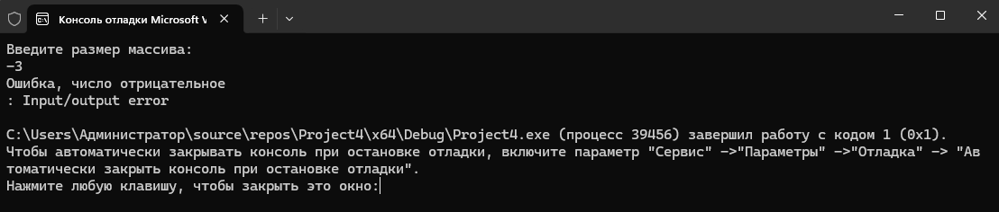 Консоль отладки Microsoft V
Введите размер массива:
-3
Ошибка, число отрицательное
: Input/output error
C:\Users\Администратор\source\repos\Project4\x64\Debug\Project4.exe (процесс 39456) завершил работу с кодом 1 (0x1).
Чтобы автоматически закрывать консоль при остановке отладки, включите параметр "Сервис" ->"Параметры" ->"Отладка" -> "Ав
томатически закрыть консоль при остановке отладки".
Нажмите любую клавишу, чтобы закрыть это окно: